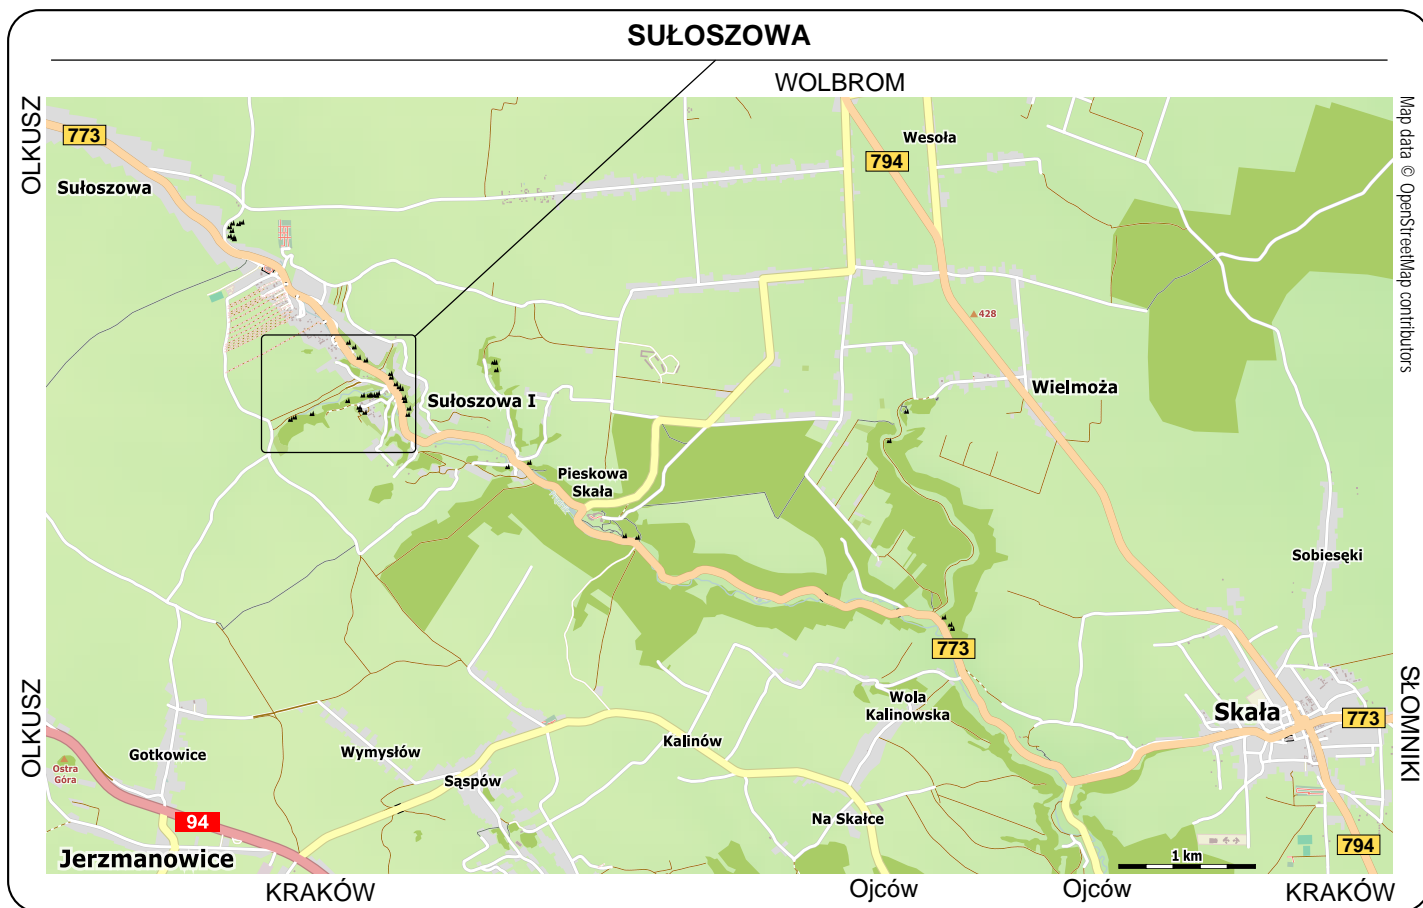 SUŁOSZOWA
WOLBROM
OLKUSZ
773
Sułoszowa
Wesoła
794
Map data © OpenStreetMap contributors
428
Wielmoża
Sułoszowa I
Pieskowa
Skała
Sobiesęki
773
OLKUSZ
Wola
Kalinowska
Skała
773
SŁOMNIKI
Gotkowice
Wymysłów
Kalinów
Ostra
Góra
Sąspów
94
Na Skałce
Jerzmanowice
1 km
794
KRAKÓW
Ojców
Ojców
KRAKÓW